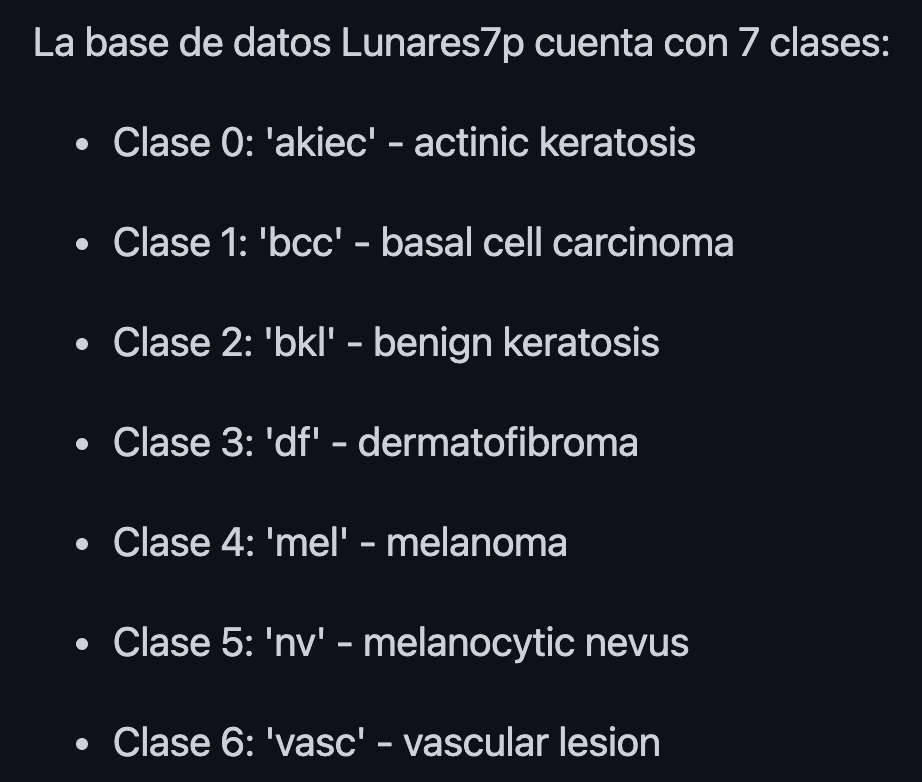 La base de datos Lunares7p cuenta con 7 clases:
• Clase 0: 'akiec' - actinic keratosis
• Clase 1: 'bcc' - basal cell carcinoma
• Clase 2: 'bkl' - benign keratosis
• Clase 3: 'df' - dermatofibroma
• Clase 4: 'mel' - melanoma
• Clase 5: 'nv' - melanocytic nevus
• Clase 6: 'vasc' - vascular lesion